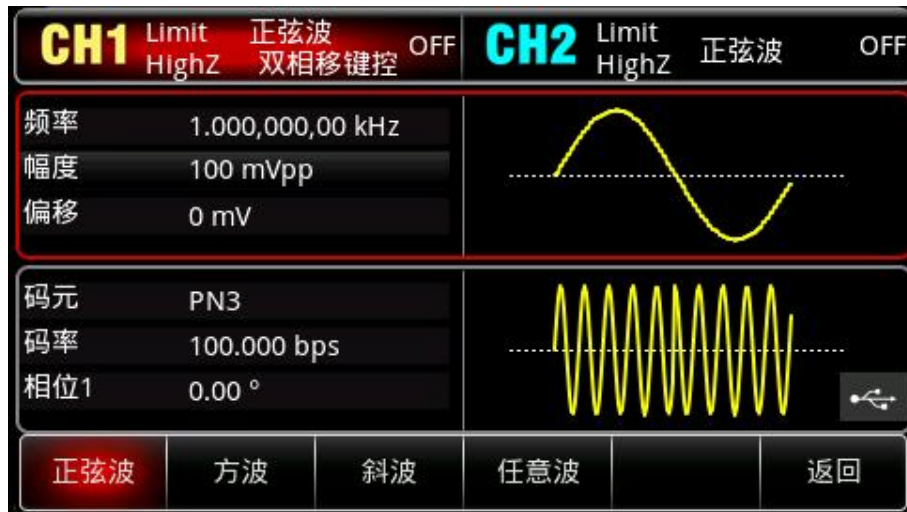 CH1 Limit 正弦波 OFF CH2 Limit 正弦波 OFF
HighZ 双相移键控 HighZ
频率 1.000,000,00 kHz
幅度 100 mVpp
偏移 0 mV
码元 PN3
码率 100.000 bps
相位1 0.00 °
正弦波 方波 斜波 任意波 返回